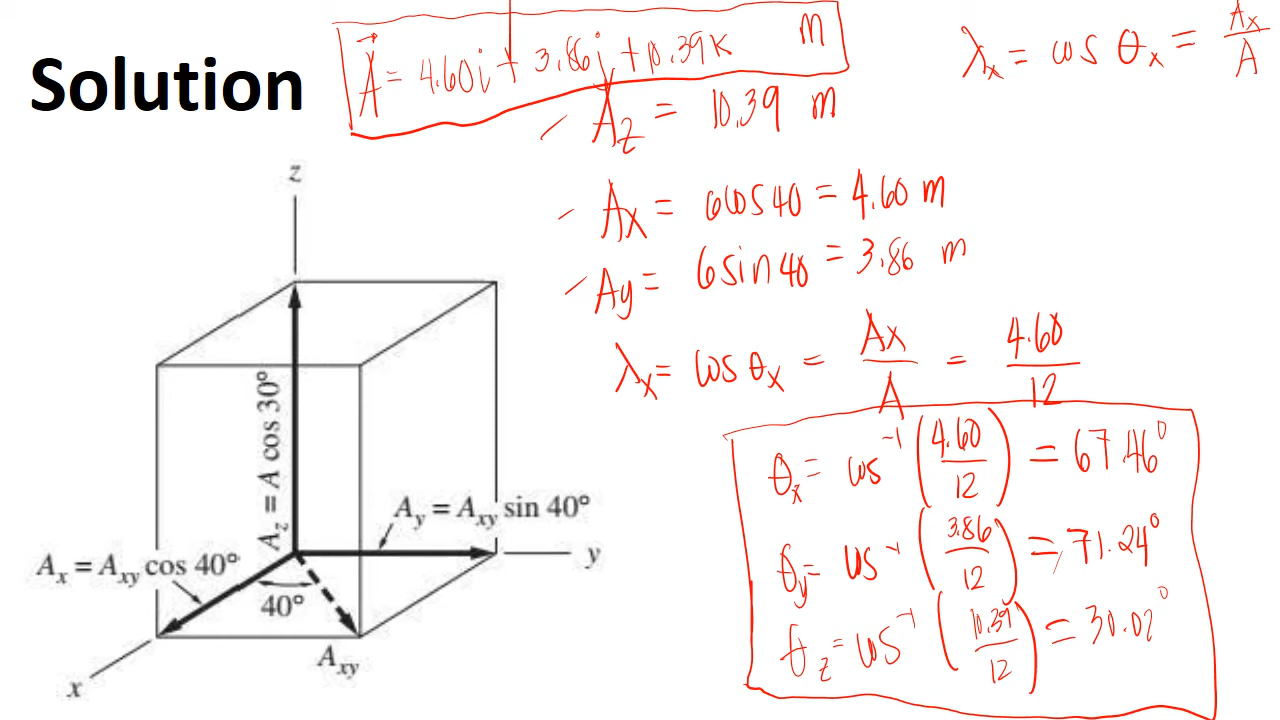 Solution
A⃗ = 4.60i + 3.86j + 10.39k m
λx = cos θx = Ax/A
Az = 10.39 m
Ax = 6cos40 = 4.60 m
Ay = 6sin40 = 3.86 m
λx = cos θx = Ax/A = 4.60/12
θx = cos⁻¹(4.60/12) = 67.46°
θy = cos⁻¹(3.86/12) = 71.24°
θz = cos⁻¹(10.39/12) = 30.02°
z
Az = A cos 30°
Ay = Axy sin 40°
y
Ax = Axy cos 40°
40°
Axy
x